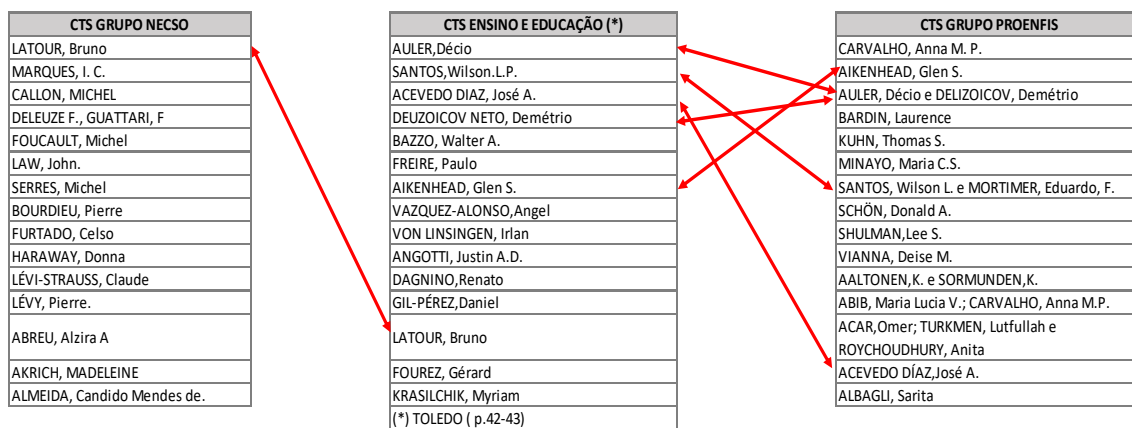 CTS GRUPO NECSO
LATOUR, Bruno
MARQUES, I. C.
CALLON, MICHEL
DELEUZE F., GUATTARI, F
FOUCAULT, Michel
LAW, John.
SERRES, Michel
BOURDIEU, Pierre
FURTADO, Celso
HARAWAY, Donna
LÉVI-STRAUSS, Claude
LÉVY, Pierre.
ABREU, Alzira A
AKRICH, MADELEINE
ALMEIDA, Candido Mendes de.
CTS ENSINO E EDUCAÇÃO (*)
AULER,Décio
SANTOS,Wilson.L.P.
ACEVEDO DIAZ, José A.
DEUZOICOV NETO, Demétrio
BAZZO, Walter A.
FREIRE, Paulo
AIKENHEAD, Glen S.
VAZQUEZ-ALONSO,Angel
VON LINSINGEN, Irlan
ANGOTTI, Justin A.D.
DAGNINO,Renato
GIL-PÉREZ,Daniel
LATOUR, Bruno
FOUREZ, Gérard
KRASILCHIK, Myriam
(*) TOLEDO ( p.42-43)
CTS GRUPO PROENFIS
CARVALHO, Anna M. P.
AIKENHEAD, Glen S.
AULER, Décio e DELIZOICOV, Demétrio
BARDIN, Laurence
KUHN, Thomas S.
MINAYO, Maria C.S.
SANTOS, Wilson L. e MORTIMER, Eduardo, F.
SCHÖN, Donald A.
SHULMAN,Lee S.
VIANNA, Deise M.
AALTONEN,K. e SORMUNDEN,K.
ABIB, Maria Lucia V.; CARVALHO, Anna M.P.
ACAR,Omer; TURKMEN, Lutfullah e
ROYCHOUDHURY, Anita
ACEVEDO DÍAZ,José A.
ALBAGLI, Sarita